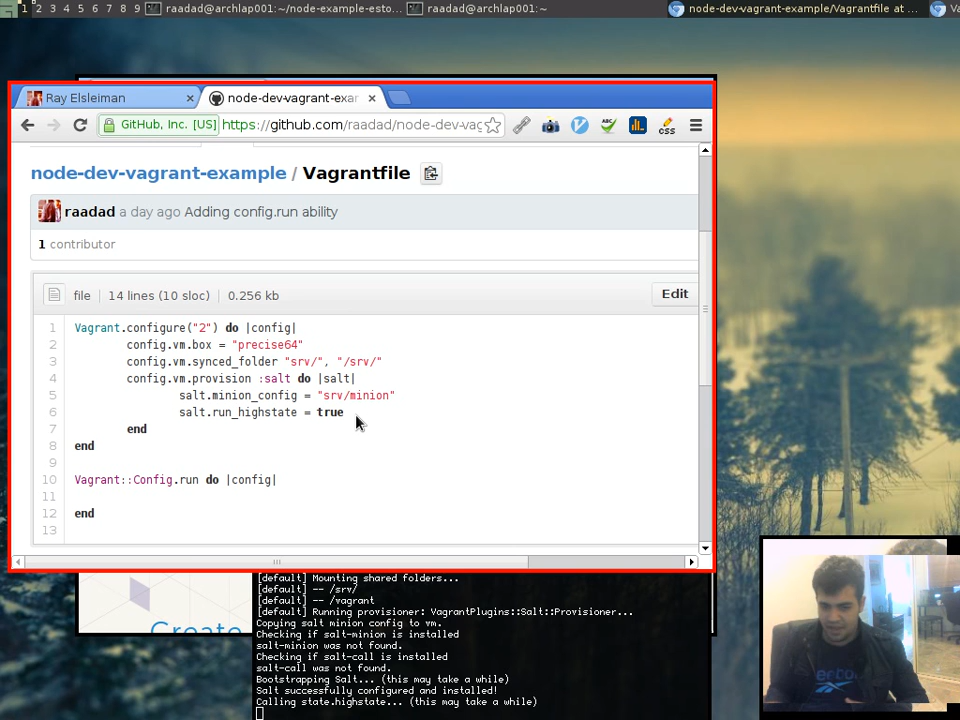 1 2 3 4 5 6 7 8 9 raadad@archlap001:~/node-example-esto... raadad@archlap001:~ node-dev-vagrant-example/Vagrantfile at ... Va
Ray Elsleiman × node-dev-vagrant-exar ×
GitHub, Inc. [US] https://github.com/raadad/node-dev-vag ABC css
node-dev-vagrant-example / Vagrantfile
raadad a day ago Adding config.run ability
1 contributor
file 14 lines (10 sloc) 0.256 kb Edit
1 Vagrant.configure("2") do |config|
2 config.vm.box = "precise64"
3 config.vm.synced_folder "srv/", "/srv/"
4 config.vm.provision :salt do |salt|
5 salt.minion_config = "srv/minion"
6 salt.run_highstate = true
7 end
8 end
9
10 Vagrant::Config.run do |config|
11
12 end
13
Create
[default] Mounting shared folders...
[default] -- /srv/
[default] -- /vagrant
[default] Running provisioner: VagrantPlugins::Salt::Provisioner...
Copying salt minion config to vm.
Checking if salt-minion is installed
salt-minion was not found.
Checking if salt-call is installed
salt-call was not found.
Bootstrapping Salt... (this may take a while)
Salt successfully configured and installed!
Calling state.highstate... (this may take a while)
Reebok